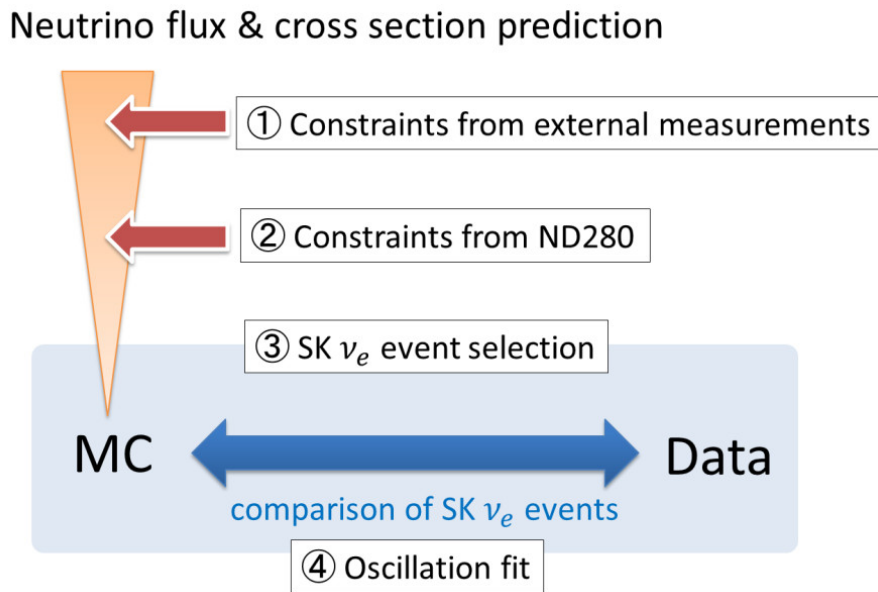 Neutrino flux & cross section prediction
① Constraints from external measurements
② Constraints from ND280
③ SK νₑ event selection
MC
Data
comparison of SK νₑ events
④ Oscillation fit